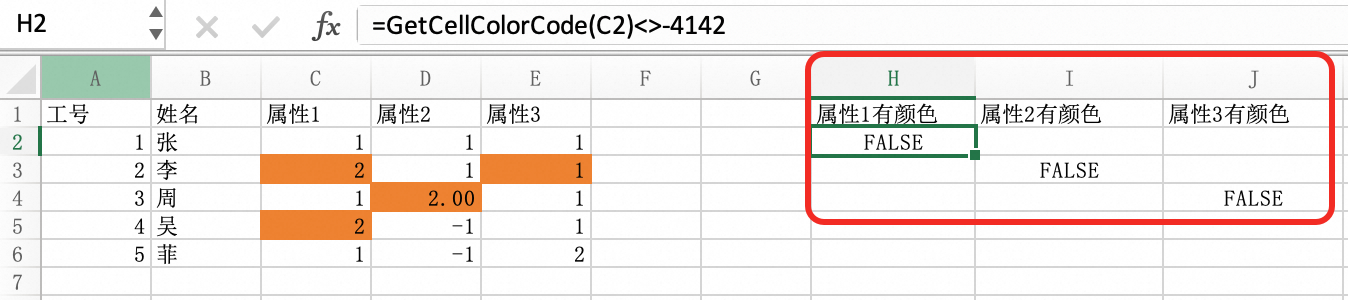 H2 fx =GetCellColorCode(C2)<>-4142
A B C D E F G H I J
1 工号 姓名 属性1 属性2 属性3 属性1有颜色 属性2有颜色 属性3有颜色
2 1 张 1 1 1 FALSE
3 2 李 2 1 1 FALSE
4 3 周 1 2.00 1 FALSE
5 4 吴 2 -1 1
6 5 菲 1 -1 2
7